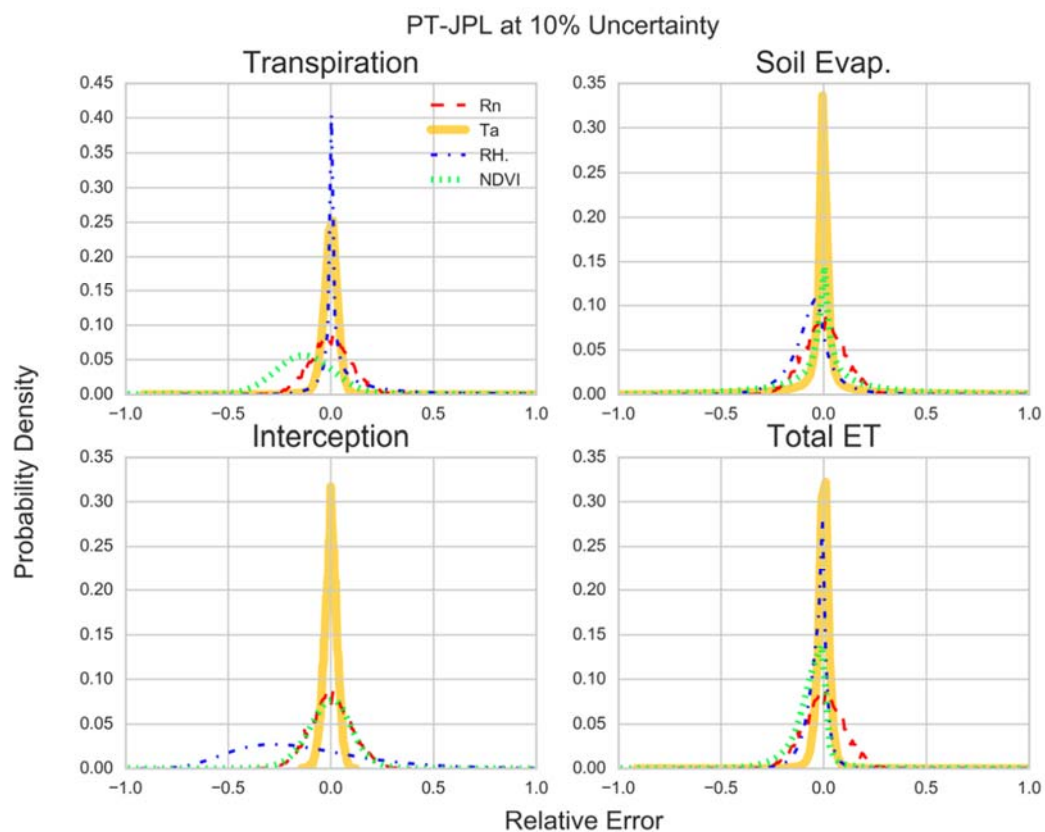 PT-JPL at 10% Uncertainty
Transpiration
Soil Evap.
0.45
0.40
0.35
0.30
0.25
0.20
0.15
0.10
0.05
0.00
Rn
Ta
RH.
NDVI
−1.0 −0.5 0.0 0.5 1.0
0.35
0.30
0.25
0.20
0.15
0.10
0.05
0.00
−1.0 −0.5 0.0 0.5 1.0
Interception
Total ET
0.35
0.30
0.25
0.20
0.15
0.10
0.05
0.00
−1.0 −0.5 0.0 0.5 1.0
0.35
0.30
0.25
0.20
0.15
0.10
0.05
0.00
−1.0 −0.5 0.0 0.5 1.0
Probability Density
Relative Error